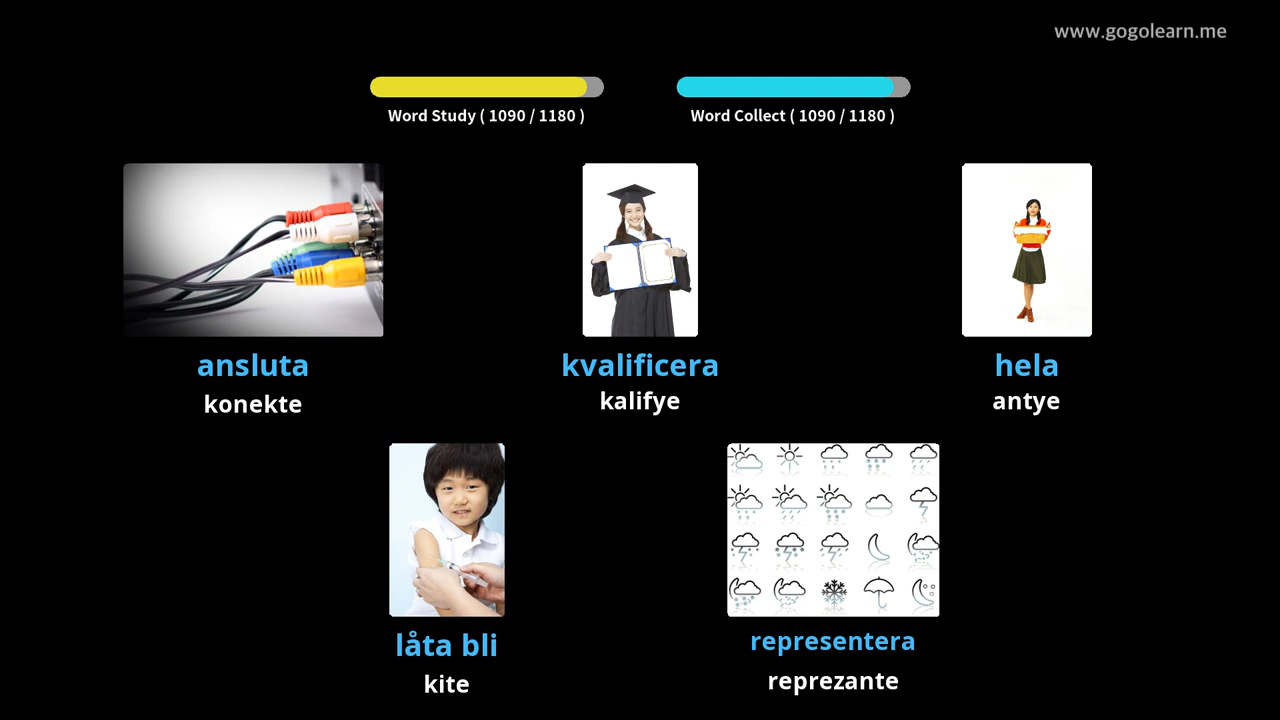 www.gogolearn.me
Word Study ( 1090 / 1180 )
Word Collect ( 1090 / 1180 )
ansluta
konekte
kvalificera
kalifye
hela
antye
låta bli
kite
representera
reprezante